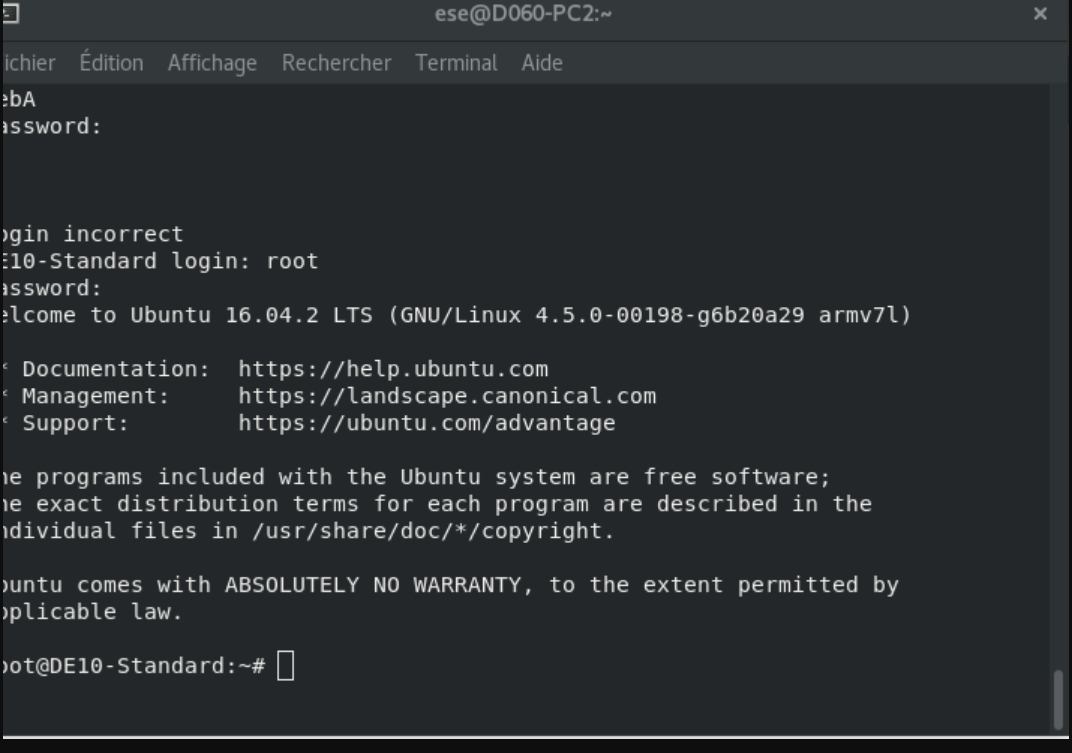 ese@D060-PC2:~
ichier Édition Affichage Rechercher Terminal Aide
ebA
assword:
ogin incorrect
E10-Standard login: root
assword:
elcome to Ubuntu 16.04.2 LTS (GNU/Linux 4.5.0-00198-g6b20a29 armv7l)
* Documentation:  https://help.ubuntu.com
* Management:     https://landscape.canonical.com
* Support:        https://ubuntu.com/advantage
he programs included with the Ubuntu system are free software;
he exact distribution terms for each program are described in the
ndividual files in /usr/share/doc/*/copyright.
buntu comes with ABSOLUTELY NO WARRANTY, to the extent permitted by
pplicable law.
oot@DE10-Standard:~#